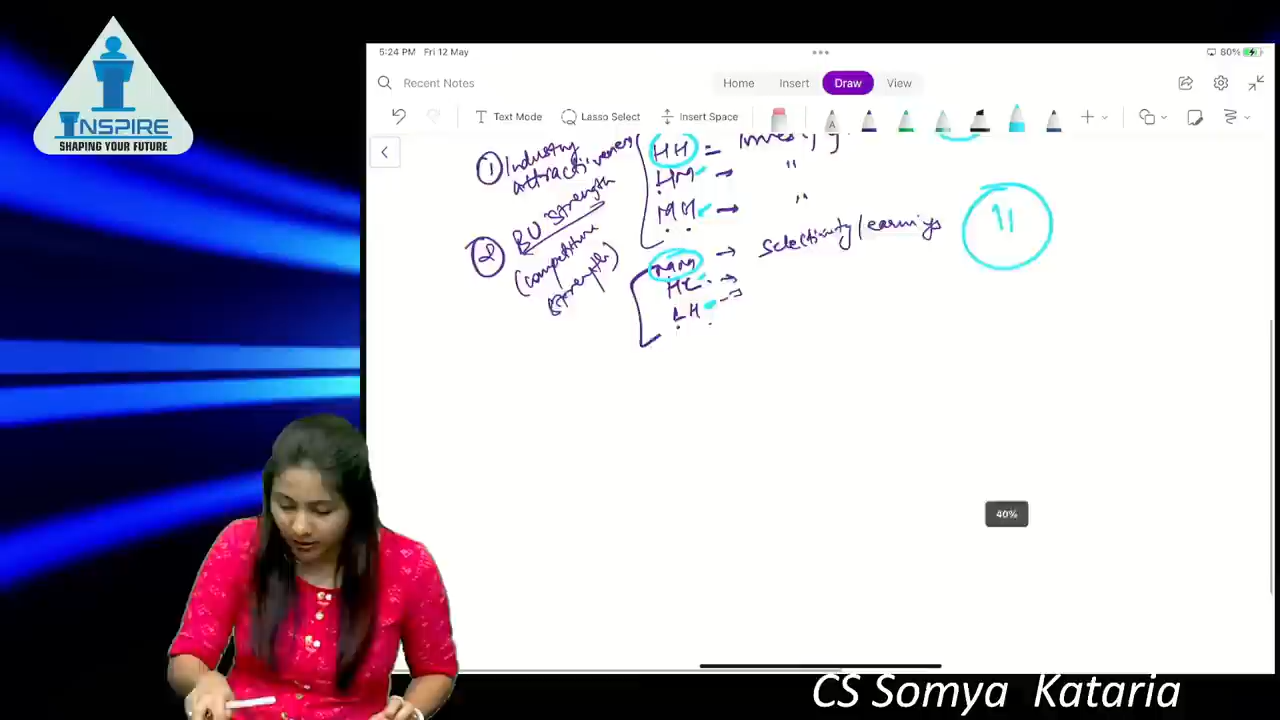 INSPIRE
SHAPING YOUR FUTURE
5:24 PM Fri 12 May
80%
Recent Notes
Home Insert Draw View
Text Mode Lasso Select Insert Space
① Industry attractiveness
② BU Strength
(competitive strength)
HH =
HM → "
MH → "
MM → Selectivity / earnings
HL →
LH →
11
40%
CS Somya Kataria